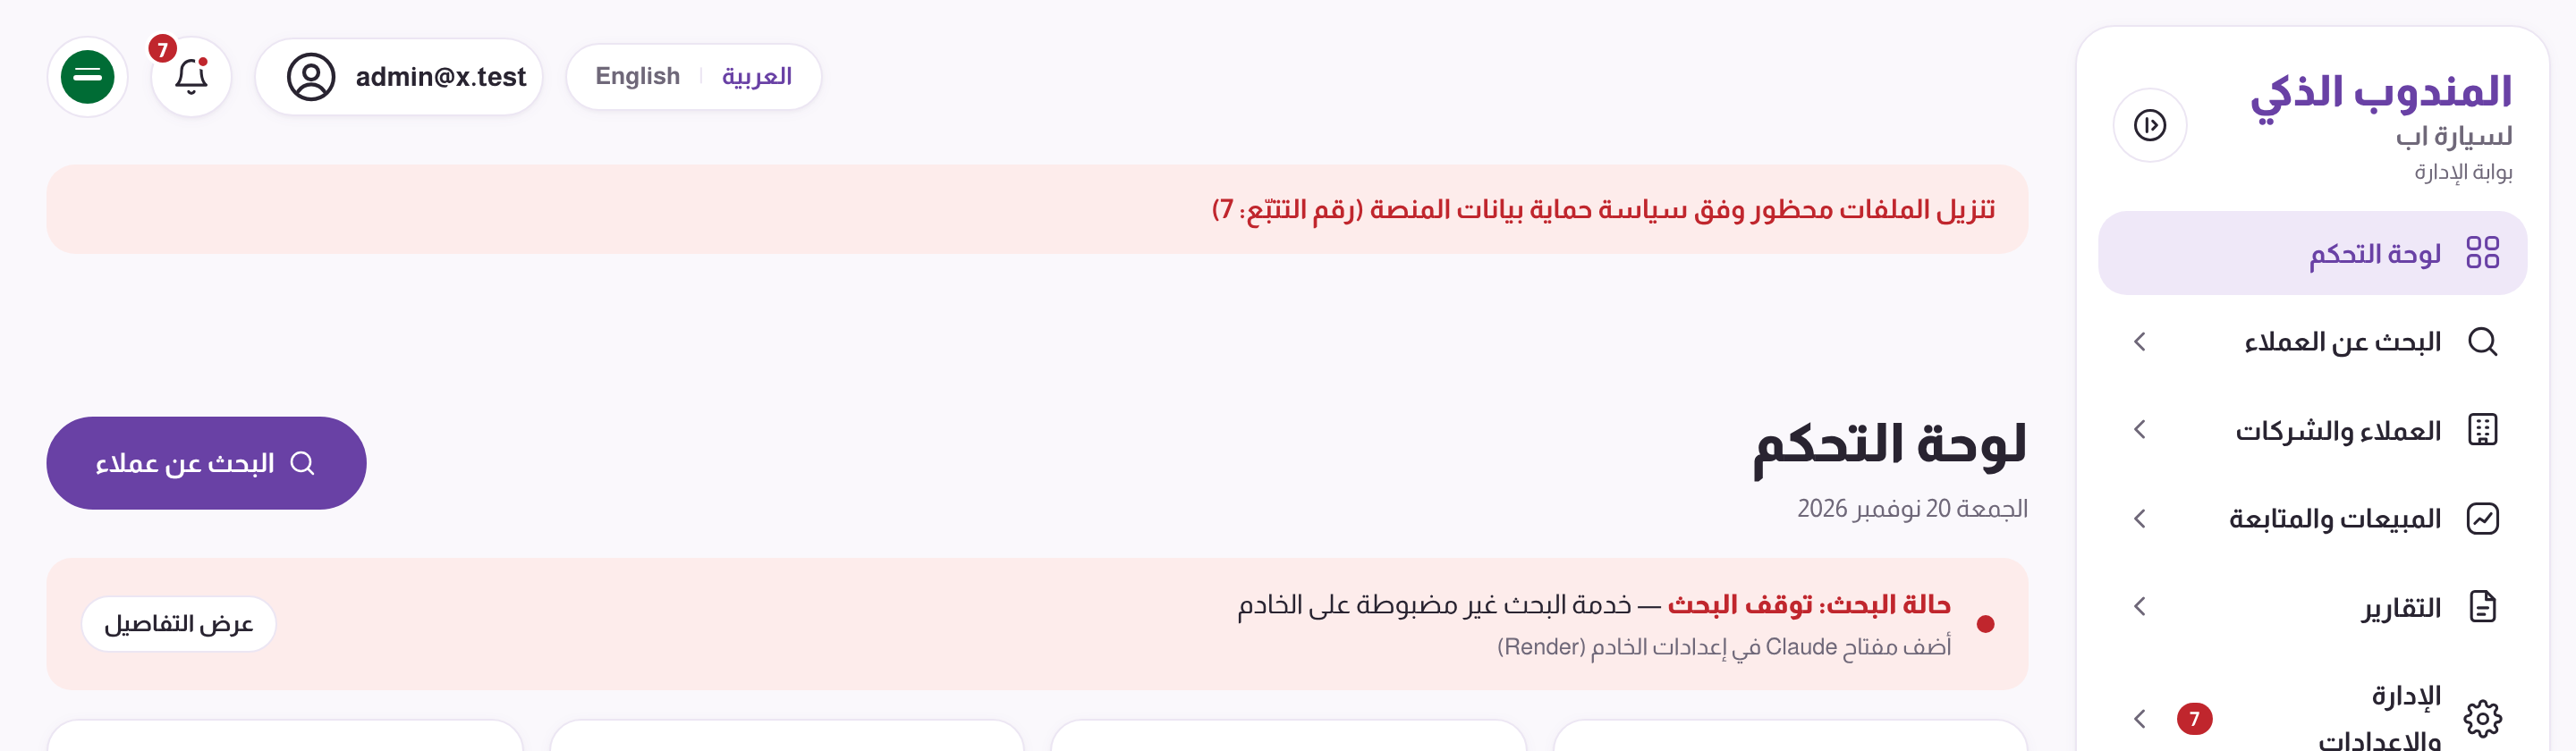 المندوب الذكي
لسيارة اب
بوابة الإدارة
لوحة التحكم
البحث عن العملاء
العملاء والشركات
المبيعات والمتابعة
التقارير
الإدارة
والإعدادات
7
العربية
English
admin@x.test
7
تنزيل الملفات محظور وفق سياسة حماية بيانات المنصة (رقم التتبّع: 7)
لوحة التحكم
الجمعة 20 نوفمبر 2026
البحث عن عملاء
حالة البحث: توقف البحث — خدمة البحث غير مضبوطة على الخادم
أضف مفتاح Claude في إعدادات الخادم (Render)
عرض التفاصيل